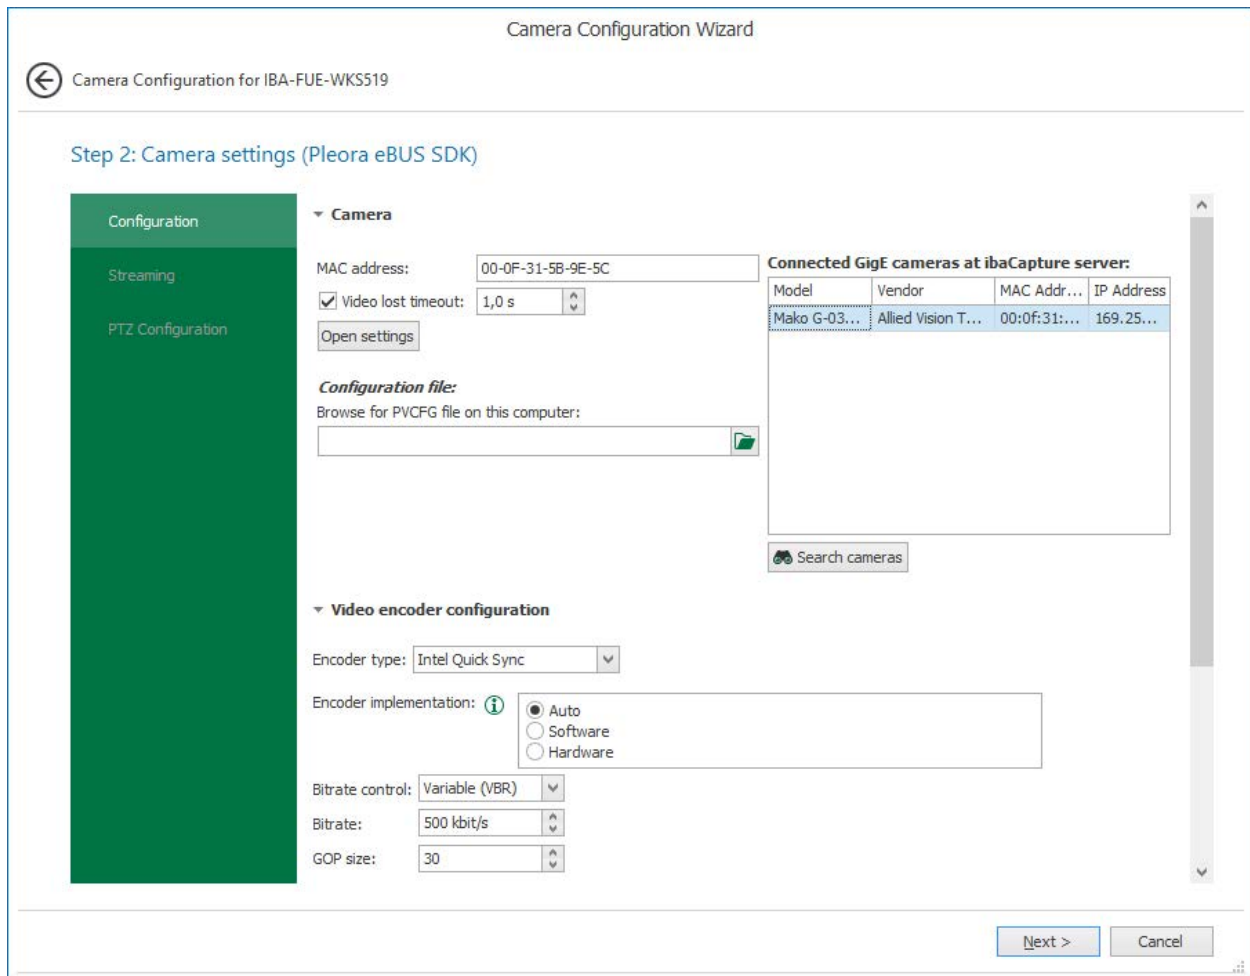 Camera Configuration Wizard
Camera Configuration for IBA-FUE-WKS519
Step 2: Camera settings (Pleora eBUS SDK)
Configuration
Streaming
PTZ Configuration
Camera
MAC address: 00-0F-31-5B-9E-5C
Video lost timeout: 1,0 s
Open settings
Configuration file:
Browse for PVCFG file on this computer:
Connected GigE cameras at ibaCapture server:
Model Vendor MAC Addr... IP Address
Mako G-03... Allied Vision T... 00:0f:31:... 169.25...
Search cameras
Video encoder configuration
Encoder type: Intel Quick Sync
Encoder implementation:
Auto
Software
Hardware
Bitrate control: Variable (VBR)
Bitrate: 500 kbit/s
GOP size: 30
Next >
Cancel